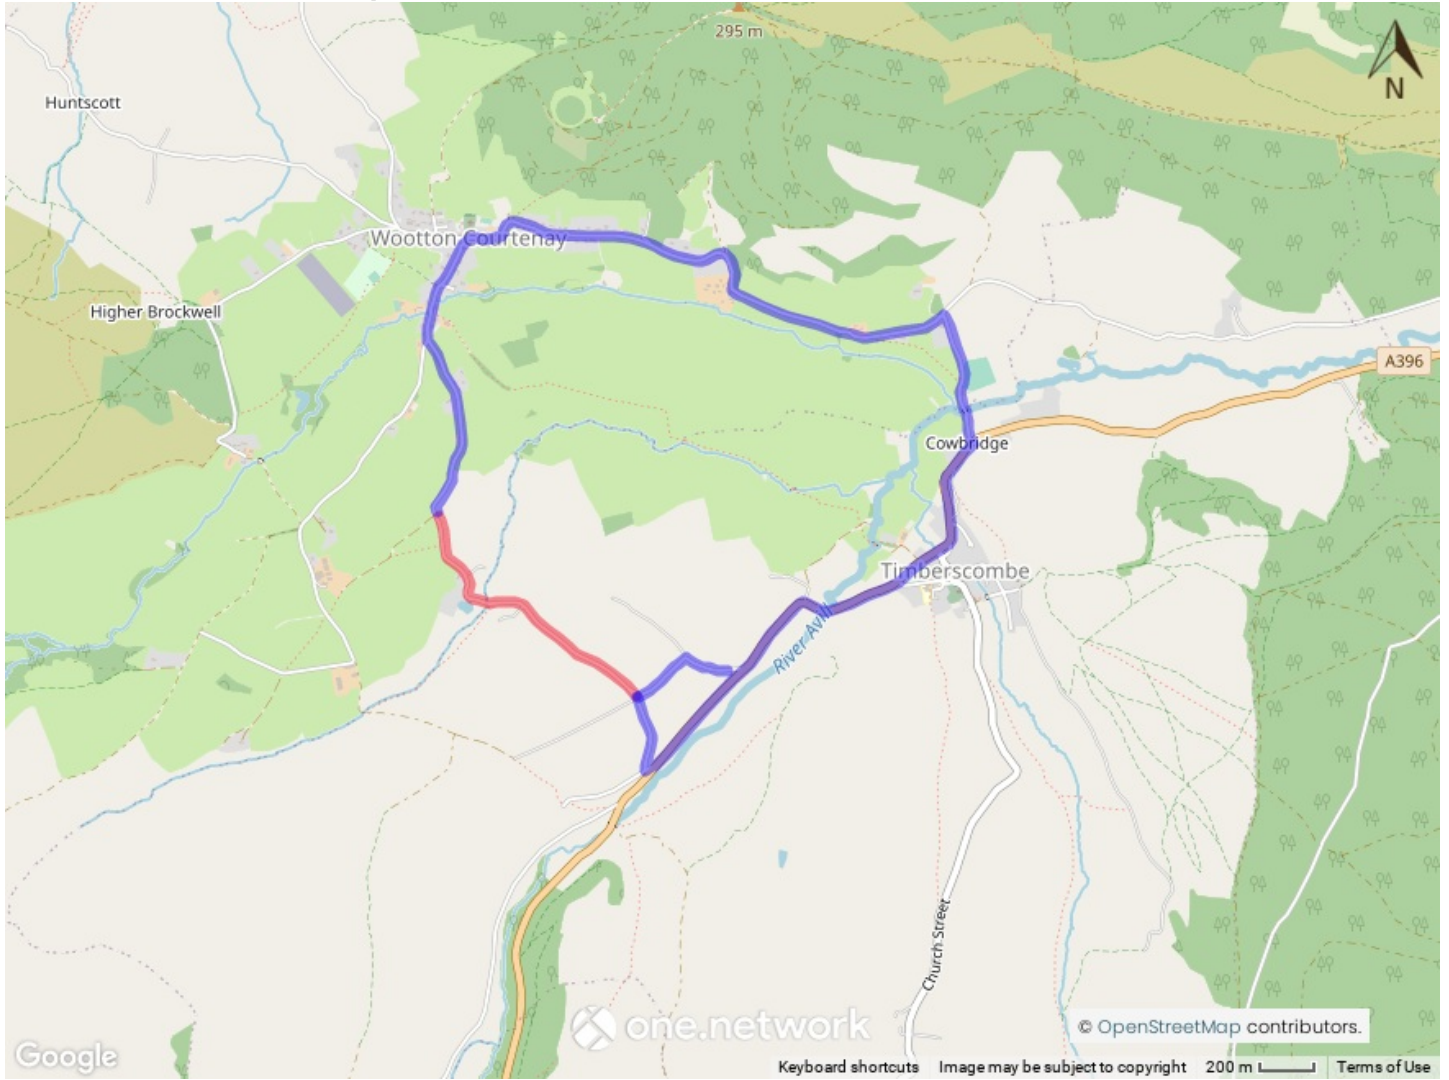 295 m
N
Huntscott
Wootton Courtenay
Higher Brockwell
A396
Cowbridge
Timberscombe
River Avill
Church Street
one.network
© OpenStreetMap contributors.
Google
Keyboard shortcuts
Image may be subject to copyright
200 m
Terms of Use